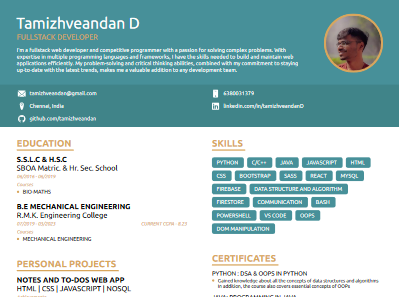 Tamizhveandan D
FULLSTACK DEVELOPER
I'm a fullstack web developer and competitive programmer with a passion for solving complex problems. With
expertise in multiple programming languages and frameworks, I have the skills needed to build and maintain web
applications efficiently. My problem-solving and critical thinking abilities, combined with my commitment to staying
up-to-date with the latest trends, makes me a valuable addition to any development team.
tamizhveandan@gmail.com
6380031379
Chennai, India
linkedin.com/in/tamizhveandanD
github.com/tamizhveandan
EDUCATION
S.S.L.C & H.S.C
SBOA Matric. & Hr. Sec. School
06/2016 - 06/2019
Courses
BIO MATHS
B.E MECHANICAL ENGINEERING
R.M.K. Engineering College
07/2019 - 05/2023
CURRENT CGPA - 8.23
Courses
MECHANICAL ENGINEERING
PERSONAL PROJECTS
NOTES AND TO-DOS WEB APP
HTML | CSS | JAVASCRIPT | NOSQL
SKILLS
PYTHON C/C++ JAVA JAVASCRIPT HTML
CSS BOOTSTRAP SASS REACT MYSQL
FIREBASE DATA STRUCTURE AND ALGORITHM
FIRESTORE COMMUNICATION BASH
POWERSHELL VS CODE OOPS
DOM MANIPULATION
CERTIFICATES
PYTHON : DSA & OOPS IN PYTHON
Gained knowledge about all the concepts of data structures and algorithms
in addition, the course also covers essential concepts of OOPs
JAVA: PROGRAMMING IN JAVA